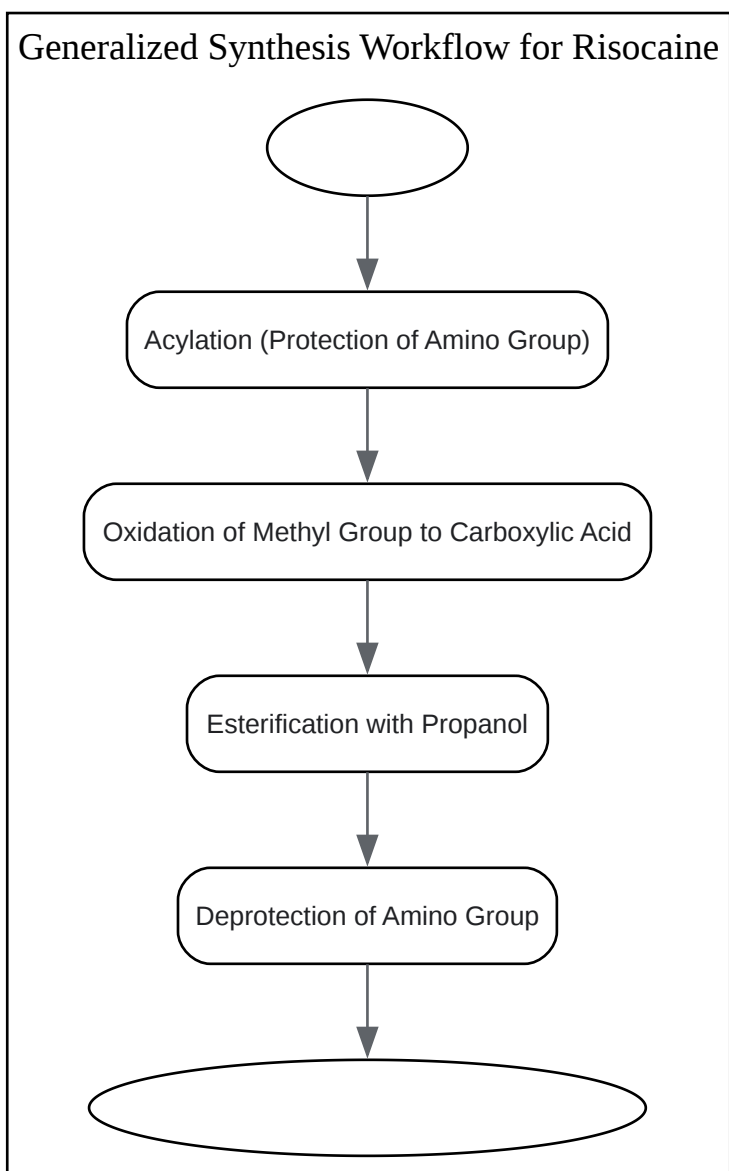 Generalized Synthesis Workflow for Risocaine
Acylation (Protection of Amino Group)
Oxidation of Methyl Group to Carboxylic Acid
Esterification with Propanol
Deprotection of Amino Group